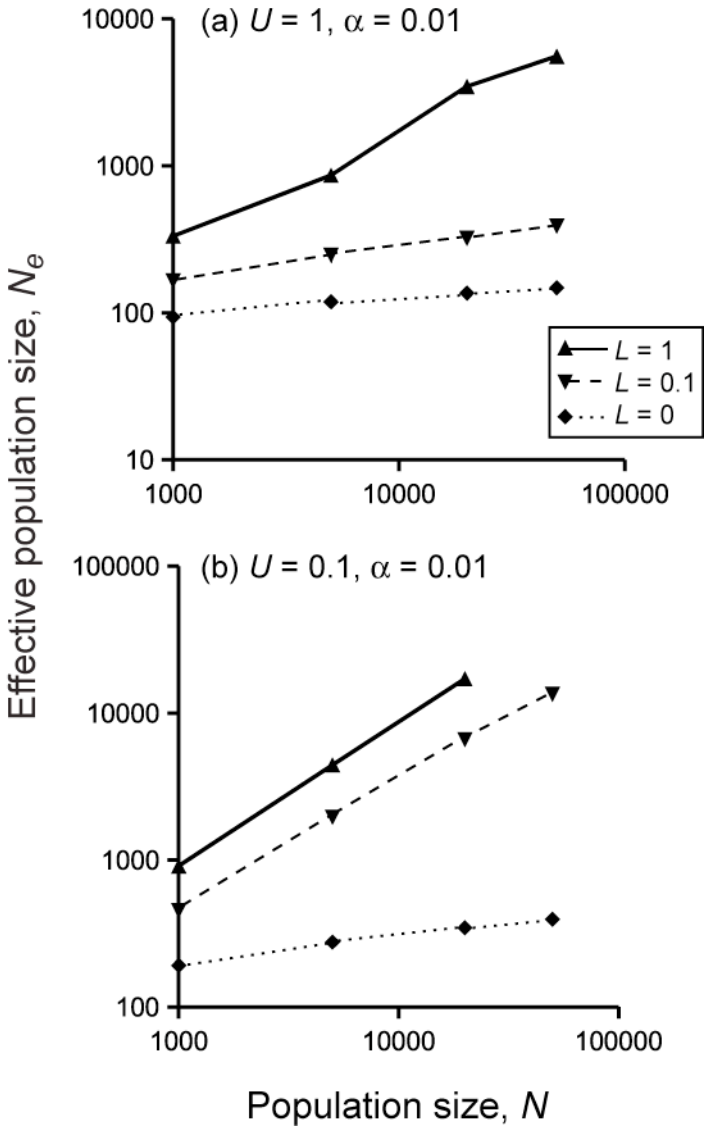 Effective population size, Nₑ
(a) U = 1, α = 0.01
10000
1000
100
10
1000
10000
100000
L = 1
L = 0.1
L = 0
(b) U = 0.1, α = 0.01
100000
10000
1000
100
1000
10000
100000
Population size, N